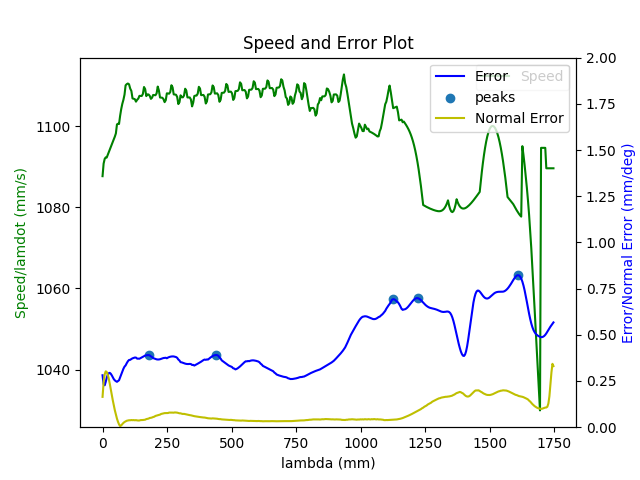 Speed and Error Plot
Speed/lamdot (mm/s)
1100
1080
1060
1040
Error
Speed
peaks
Normal Error
2.00
1.75
1.50
1.25
1.00
0.75
0.50
0.25
0.00
Error/Normal Error (mm/deg)
0 250 500 750 1000 1250 1500 1750
lambda (mm)